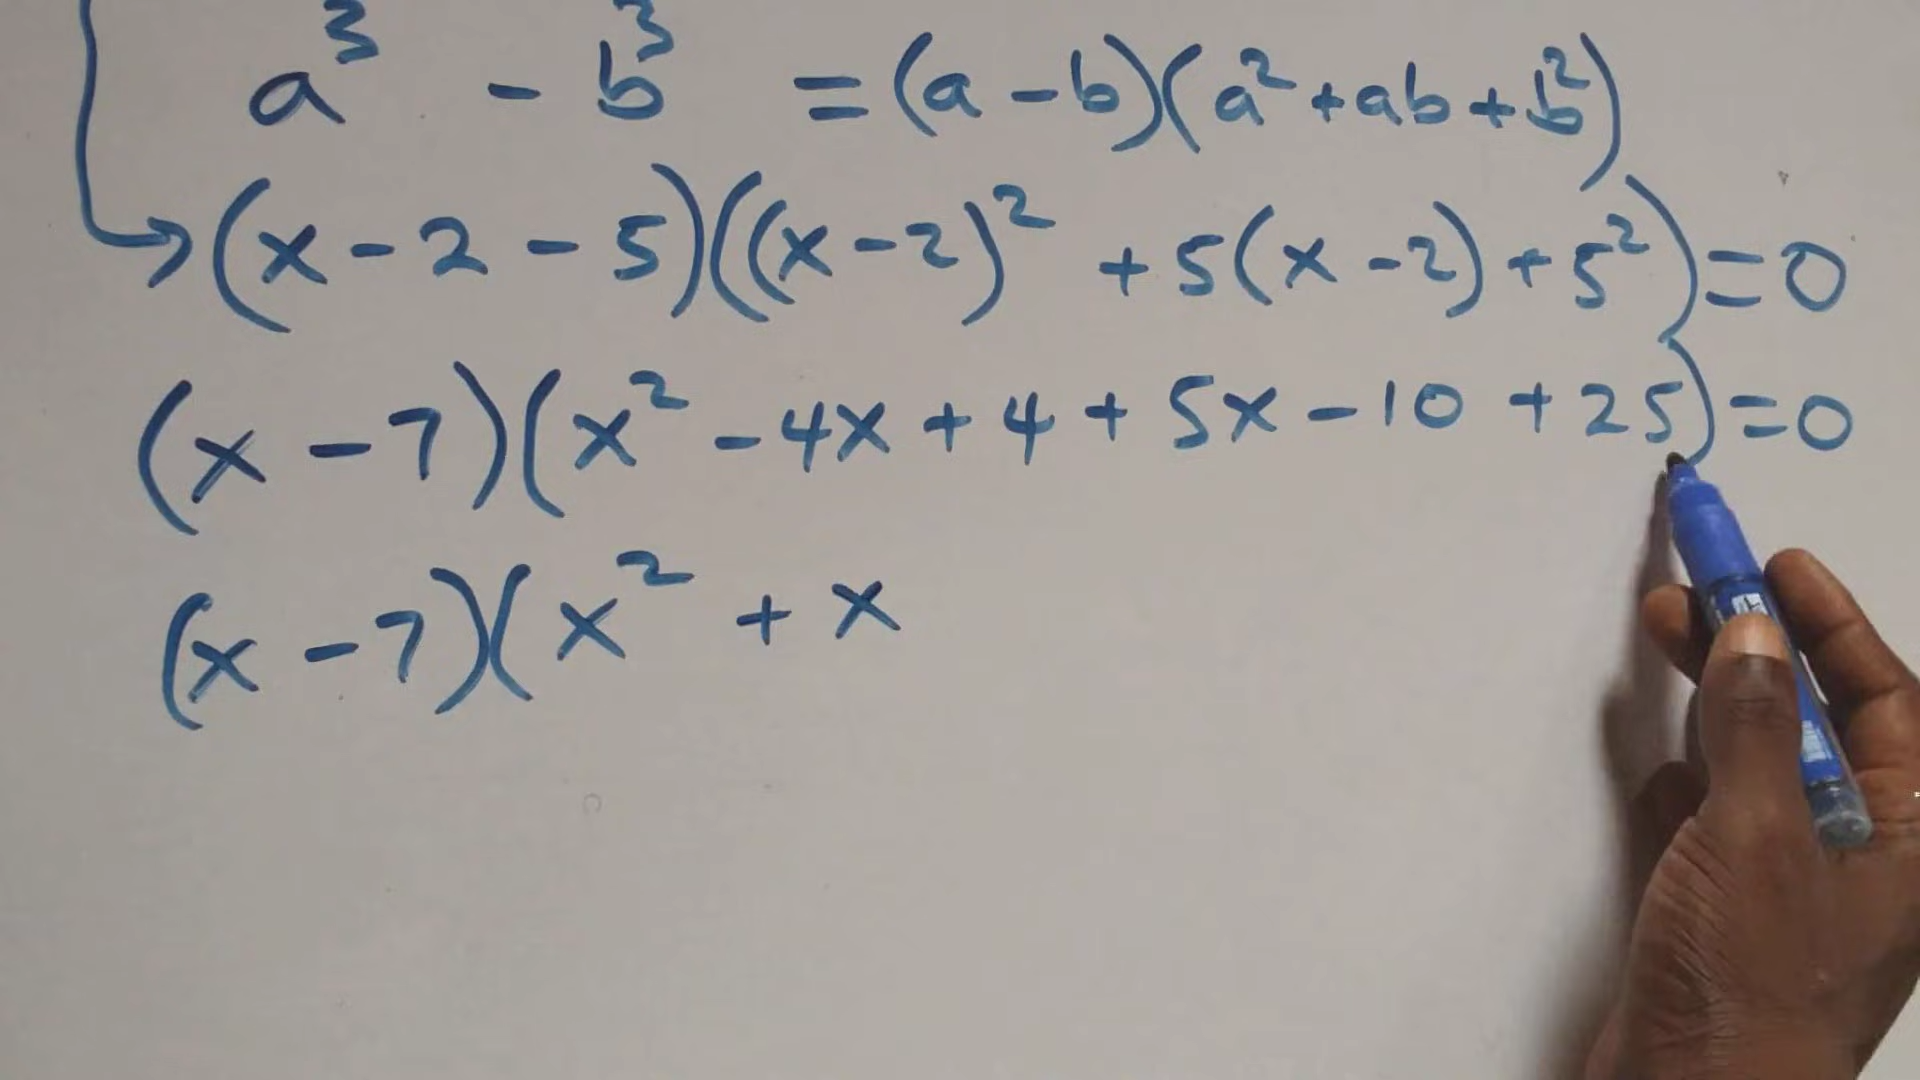 a³ - b³ = (a - b)(a² + ab + b²)
(x - 2 - 5)((x - 2)² + 5(x - 2) + 5²) = 0
(x - 7)(x² - 4x + 4 + 5x - 10 + 25) = 0
(x - 7)(x² + x